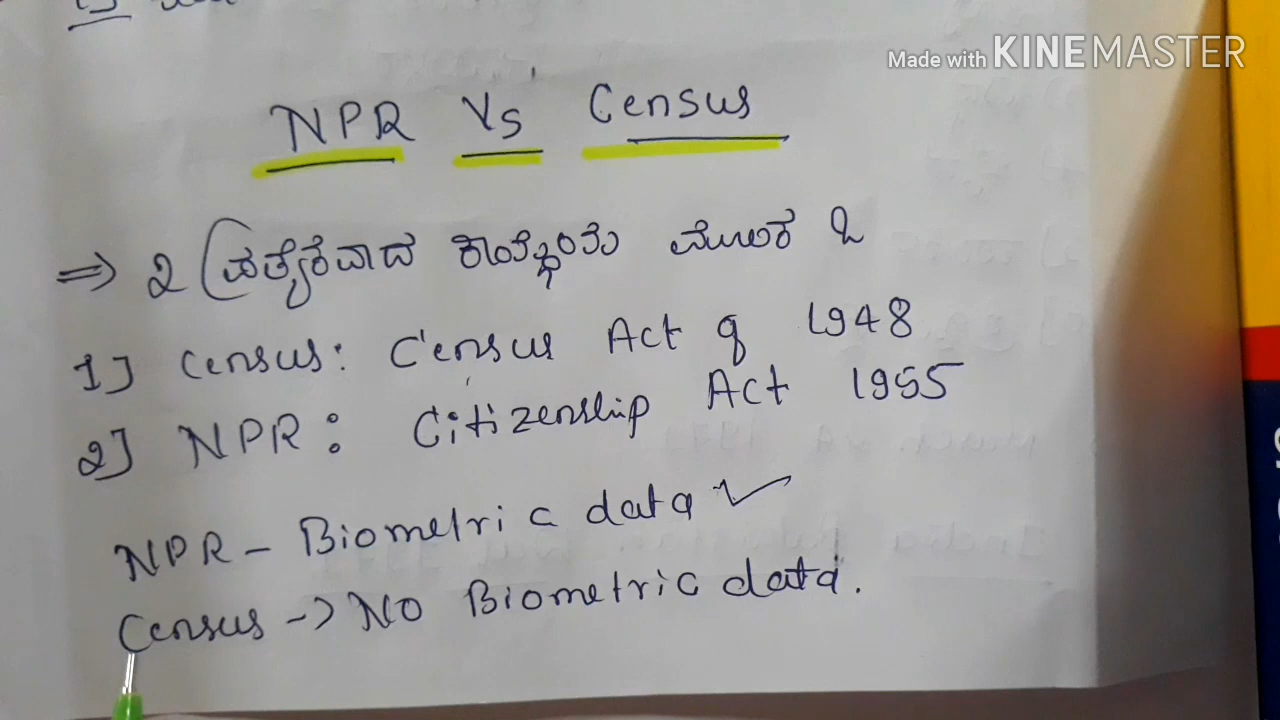 Made with KINEMASTER
NPR Vs Census
⇒ 2 ಪ್ರತ್ಯೇಕವಾದ ಮೂಲಕ
1] Census: Census Act of 1948
2] NPR: Citizenship Act 1955
NPR – Biometric data ✓
Census -> NO Biometric data.